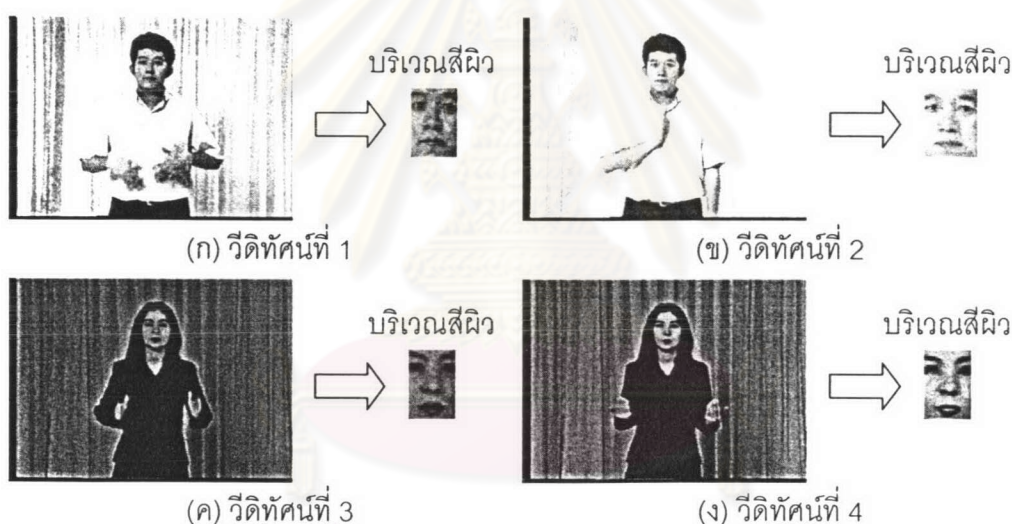 บริเวณสีผิว
บริเวณสีผิว
(ก) วีดิทัศน์ที่ 1
(ข) วีดิทัศน์ที่ 2
บริเวณสีผิว
บริเวณสีผิว
(ค) วีดิทัศน์ที่ 3
(ง) วีดิทัศน์ที่ 4